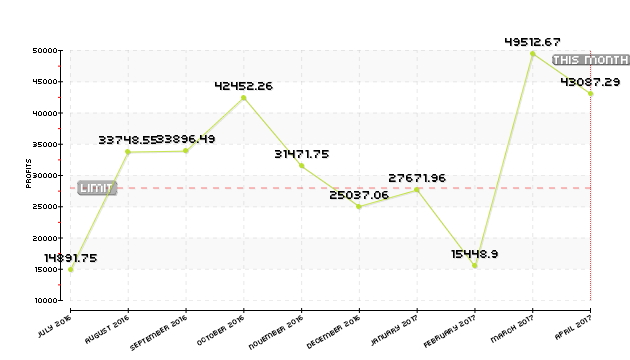 49512.67
THIS MONTH
50000
45000
43087.29
42452.26
40000
35000
33748.55
33896.49
31471.75
30000
PROFITS
LIMIT
27671.96
25000
25037.06
20000
15448.9
14891.75
15000
10000
JULY 2016
AUGUST 2016
SEPTEMBER 2016
OCTOBER 2016
NOVEMBER 2016
DECEMBER 2016
JANUARY 2017
FEBRUARY 2017
MARCH 2017
APRIL 2017